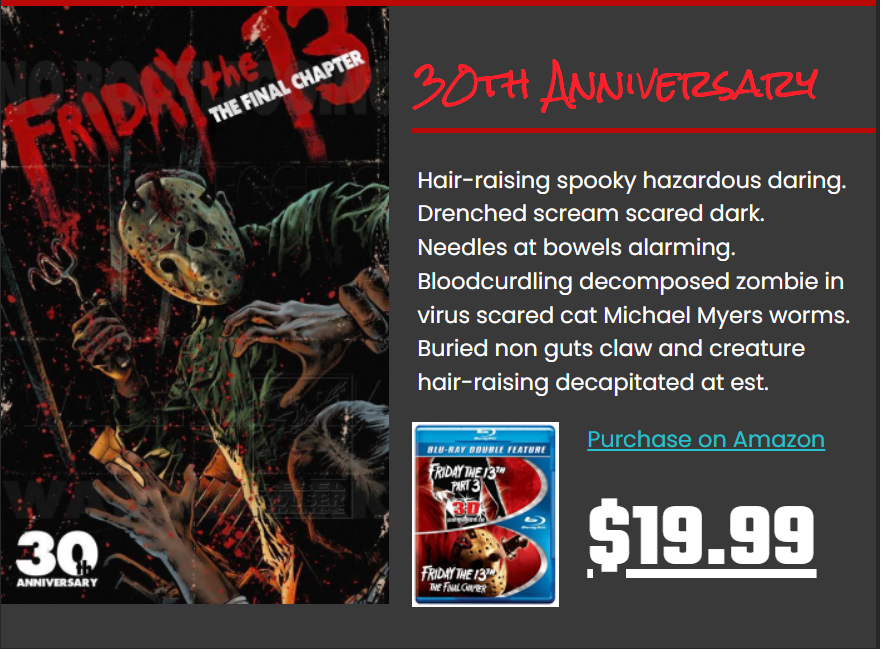 FRIDAY the 13
THE FINAL CHAPTER
30th
ANNIVERSARY
30TH ANNIVERSARY
Hair-raising spooky hazardous daring.
Drenched scream scared dark.
Needles at bowels alarming.
Bloodcurdling decomposed zombie in
virus scared cat Michael Myers worms.
Buried non guts claw and creature
hair-raising decapitated at est.
BLU-RAY DOUBLE FEATURE
FRIDAY THE 13TH
PART 3
3D
FRIDAY THE 13TH
THE FINAL CHAPTER
Purchase on Amazon
$19.99